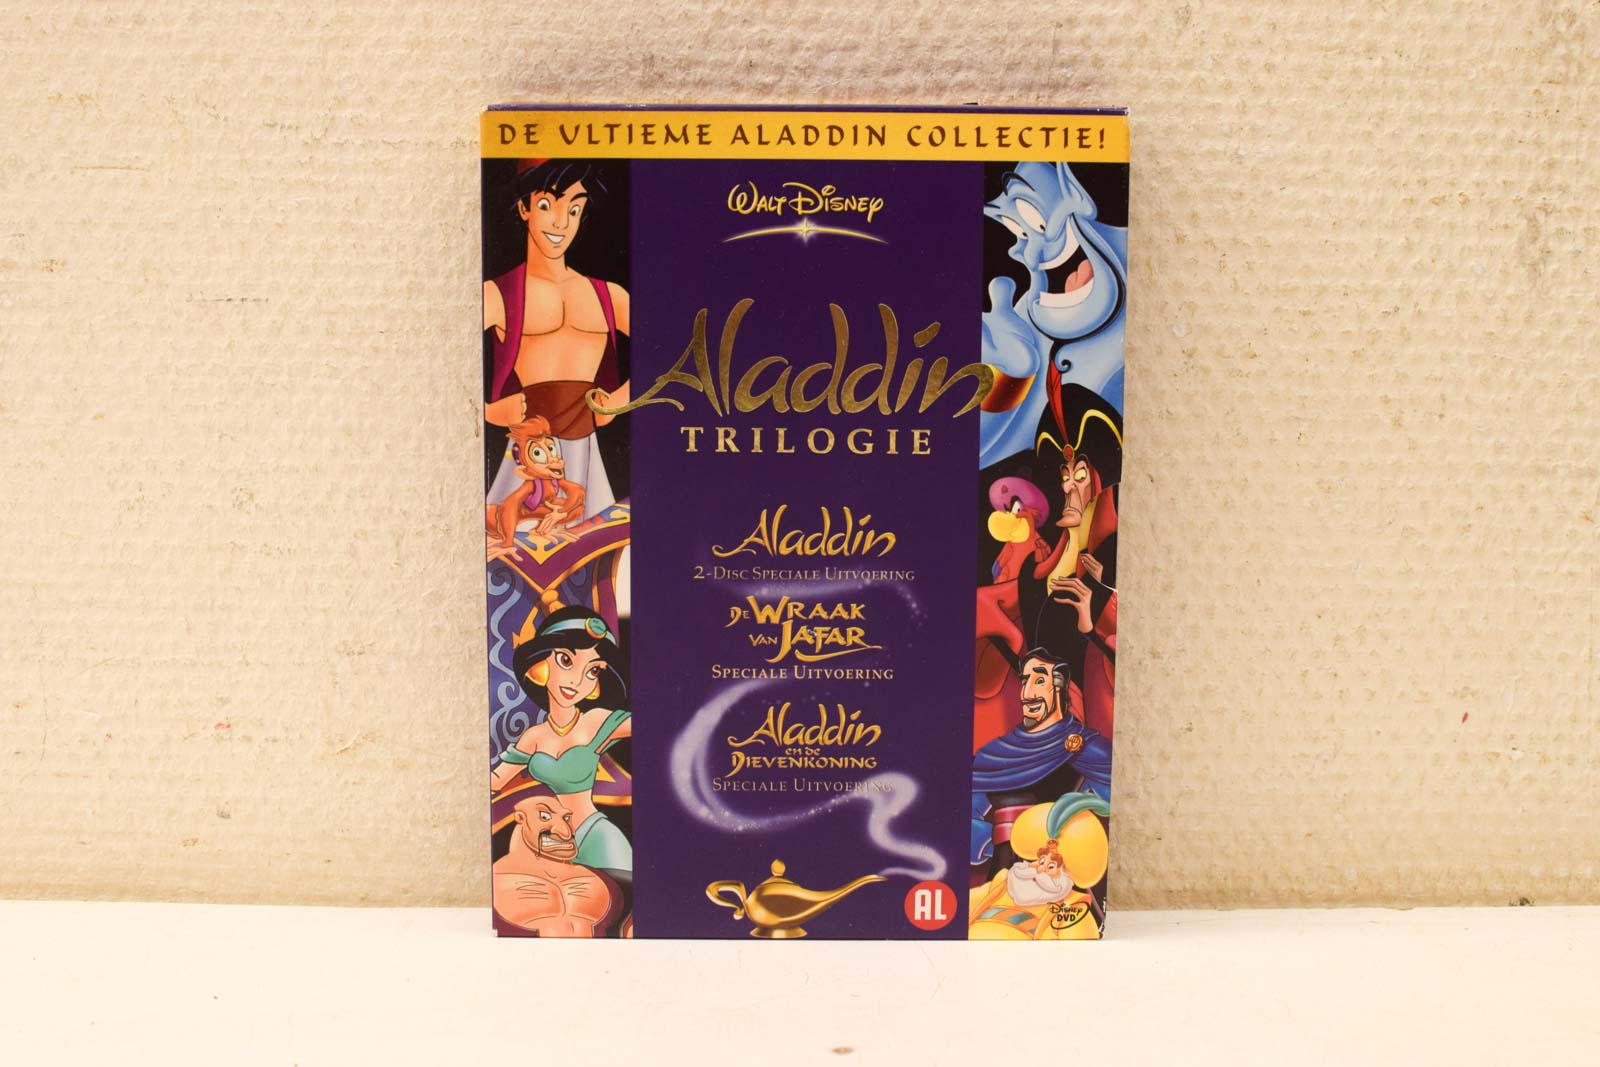 DE ULTIEME ALADDIN COLLECTIE!
WALT DISNEY
Aladdin
TRILOGIE
Aladdin
2-DISC SPECIALE UITVOERING
DE WRAAK
VAN JAFAR
SPECIALE UITVOERING
Aladdin
EN DE
DIEVENKONING
SPECIALE UITVOERING
AL
DISNEY
DVD